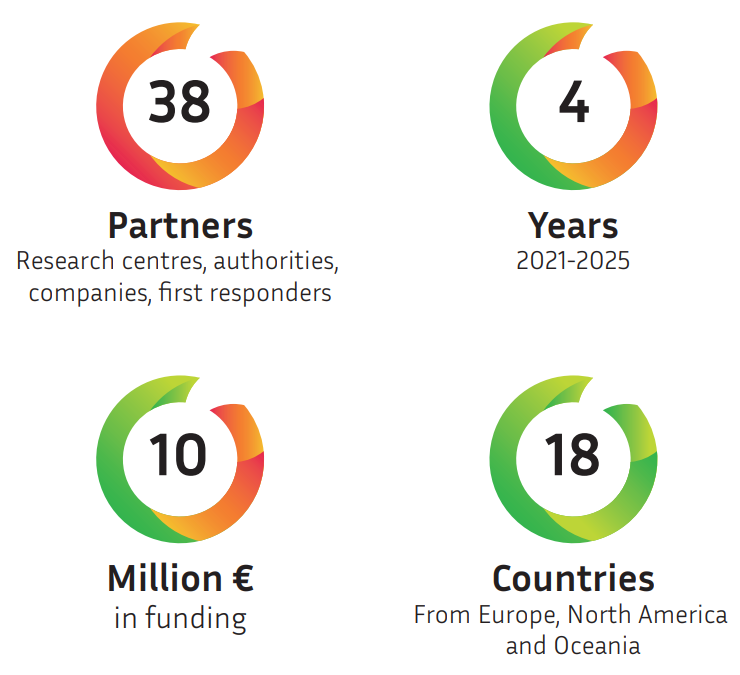 38
Partners
Research centres, authorities,
companies, first responders
4
Years
2021-2025
10
Million €
in funding
18
Countries
From Europe, North America
and Oceania